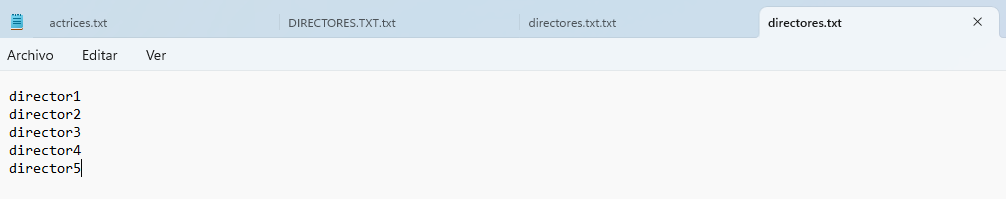 actrices.txt DIRECTORES.TXT.txt directores.txt.txt directores.txt
Archivo Editar Ver
director1
director2
director3
director4
director5